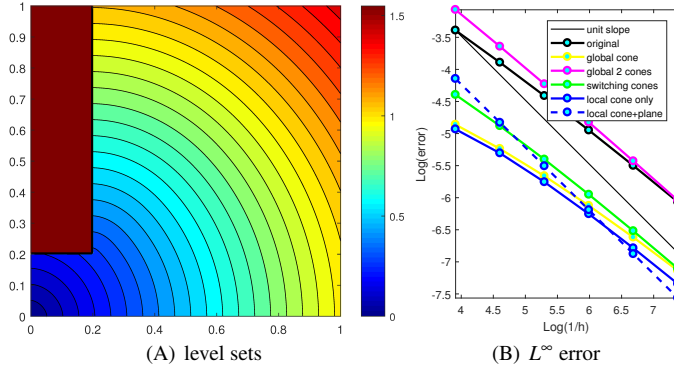 1
0.9
0.8
0.7
0.6
0.5
0.4
0.3
0.2
0.1
0
0 0.2 0.4 0.6 0.8 1
1.5
1
0.5
0
(A) level sets
Log(error)
-3.5
-4
-4.5
-5
-5.5
-6
-6.5
-7
-7.5
unit slope
original
global cone
global 2 cones
switching cones
local cone only
local cone+plane
4 4.5 5 5.5 6 6.5 7
Log(1/h)
(B) L∞ error